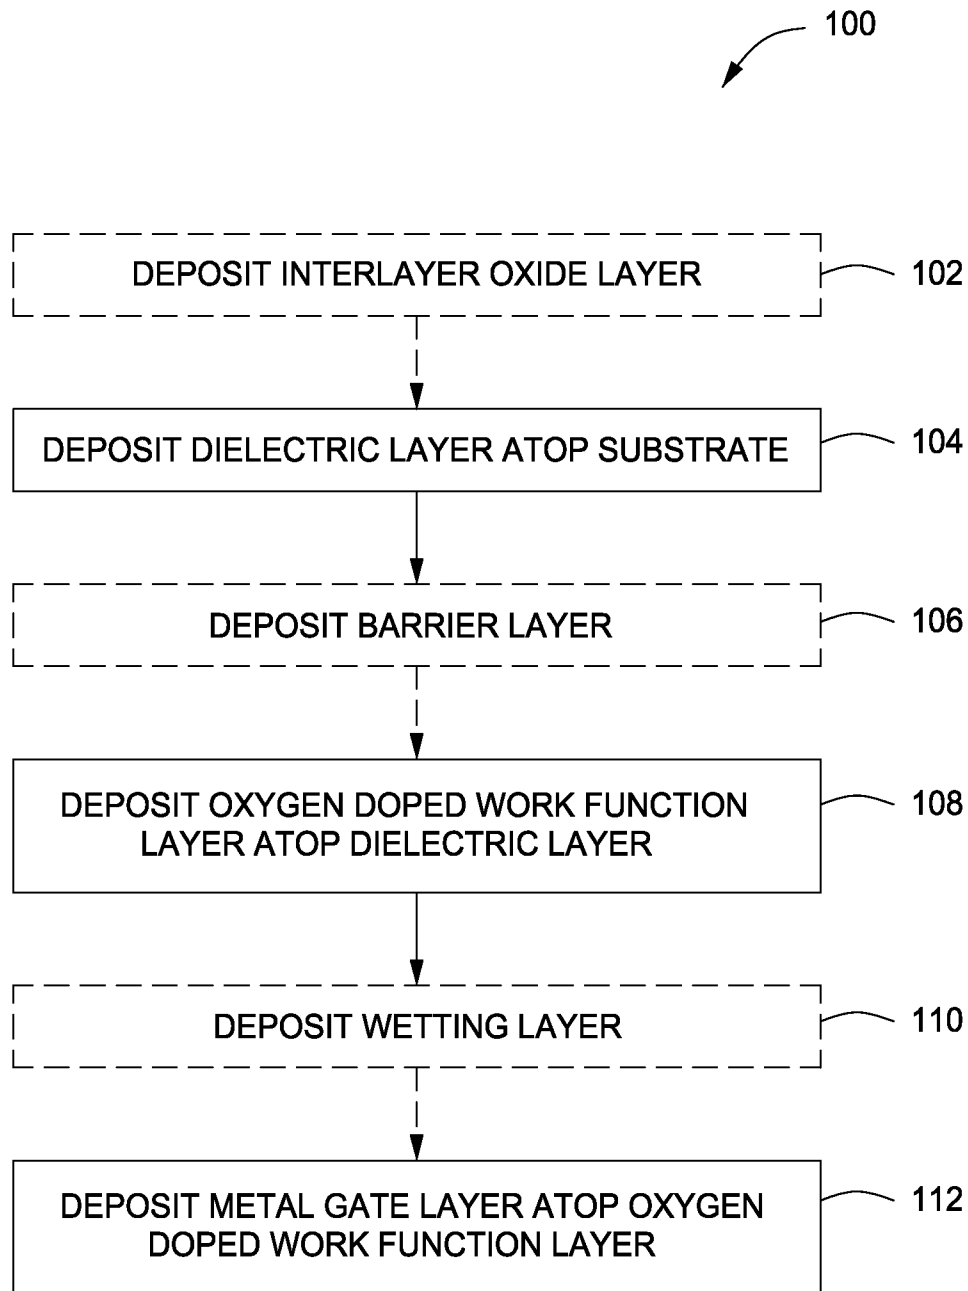 100
DEPOSIT INTERLAYER OXIDE LAYER
102
DEPOSIT DIELECTRIC LAYER ATOP SUBSTRATE
104
DEPOSIT BARRIER LAYER
106
DEPOSIT OXYGEN DOPED WORK FUNCTION
LAYER ATOP DIELECTRIC LAYER
108
DEPOSIT WETTING LAYER
110
DEPOSIT METAL GATE LAYER ATOP OXYGEN
DOPED WORK FUNCTION LAYER
112